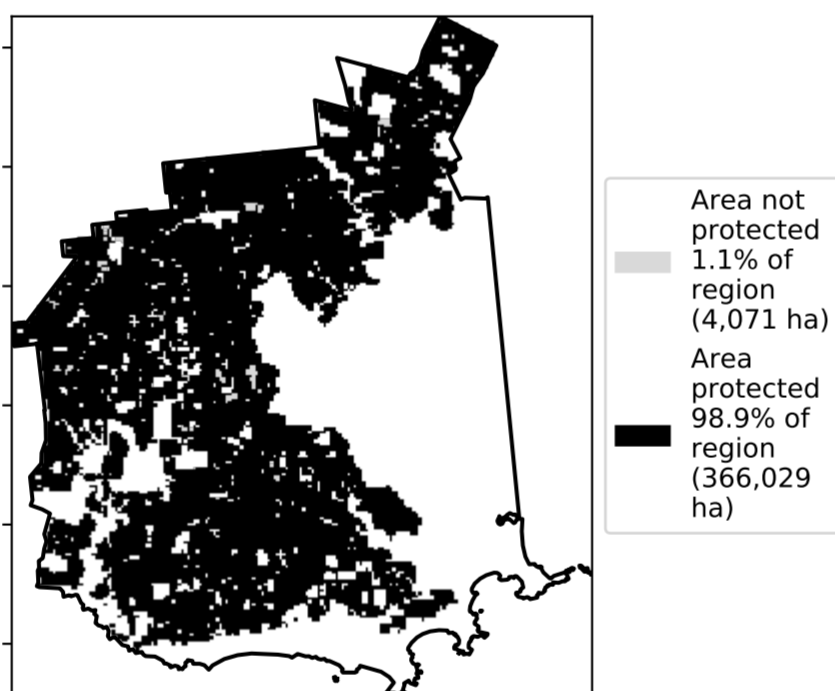 Area not
protected
1.1% of
region
(4,071 ha)
Area
protected
98.9% of
region
(366,029
ha)